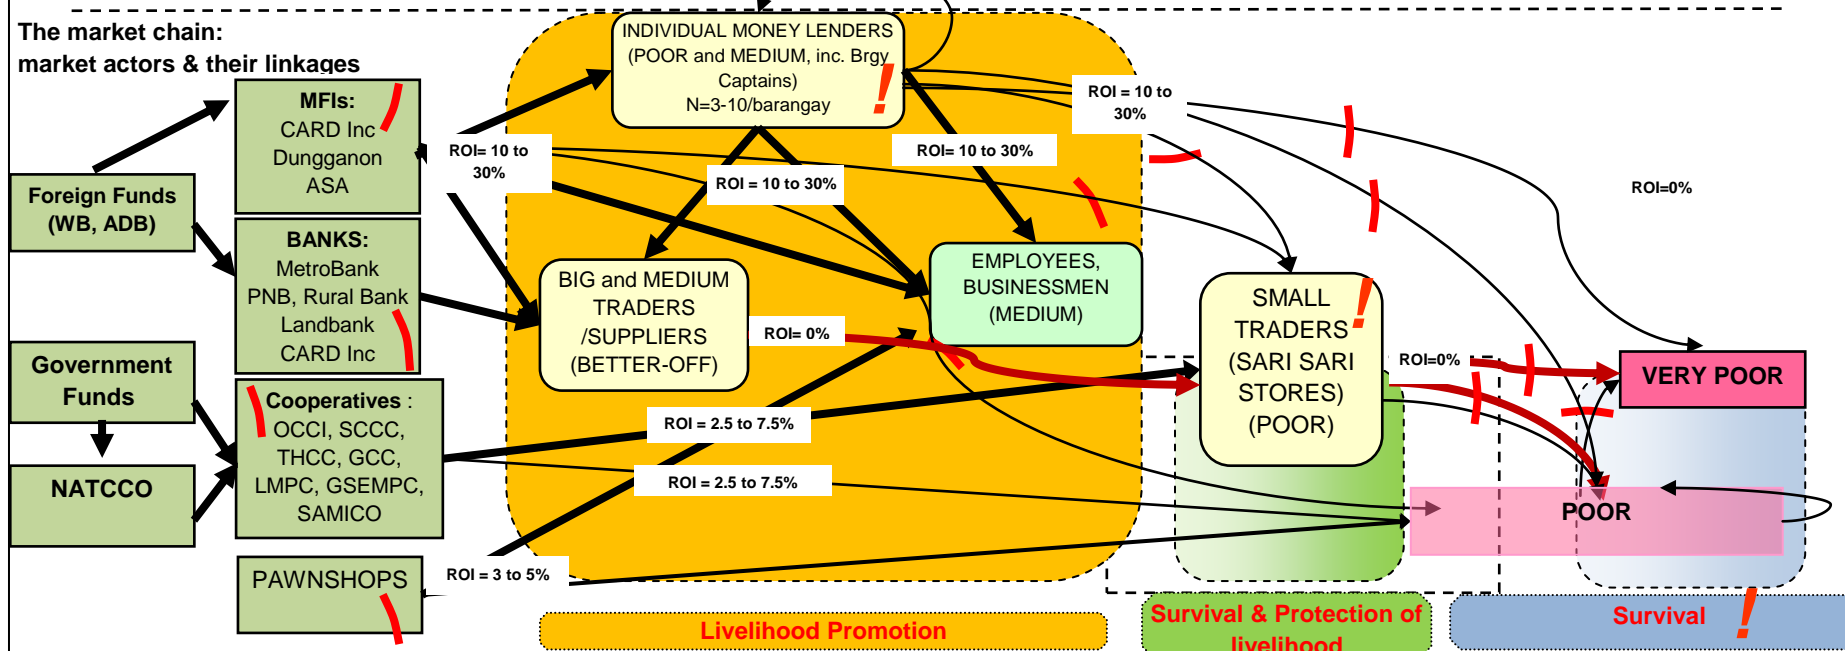 The market chain:
market actors & their linkages
INDIVIDUAL MONEY LENDERS
(POOR and MEDIUM, inc. Brgy
Captains)
N=3-10/barangay
!
MFIs:
CARD Inc
Dungganon
ASA
Foreign Funds
(WB, ADB)
BANKS:
MetroBank
PNB, Rural Bank
Landbank
CARD Inc
Government
Funds
NATCCO
Cooperatives :
OCCI, SCCC,
THCC, GCC,
LMPC, GSEMPC,
SAMICO
PAWNSHOPS
ROI= 10 to
30%
ROI = 10 to 30%
ROI= 10 to 30%
ROI = 10 to
30%
ROI=0%
BIG and MEDIUM
TRADERS
/SUPPLIERS
(BETTER-OFF)
ROI= 0%
EMPLOYEES,
BUSINESSMEN
(MEDIUM)
SMALL
TRADERS
(SARI SARI
STORES)
(POOR)
!
ROI=0%
VERY POOR
POOR
ROI = 2.5 to 7.5%
ROI = 2.5 to 7.5%
ROI = 3 to 5%
Livelihood Promotion
Survival & Protection of
livelihood
Survival
!